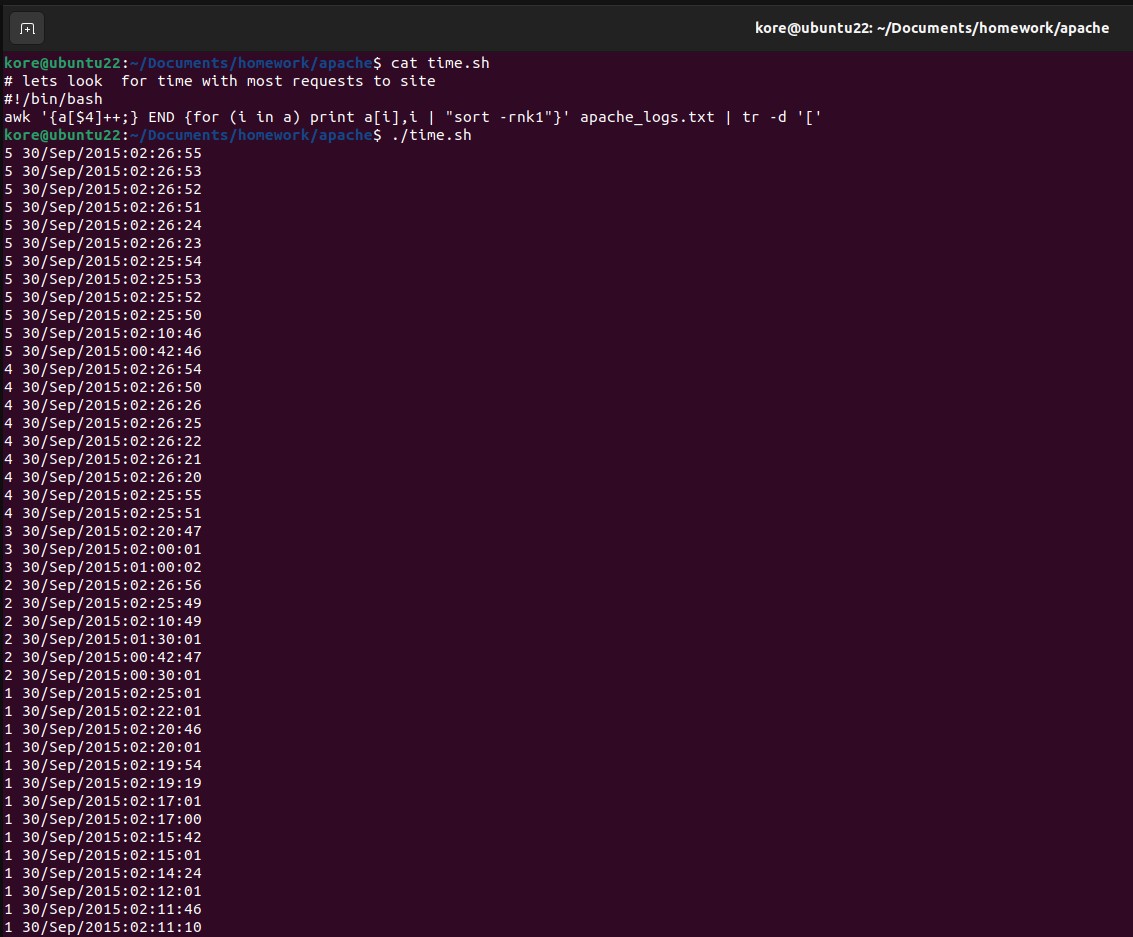 kore@ubuntu22: ~/Documents/homework/apache
kore@ubuntu22:~/Documents/homework/apache$ cat time.sh
# lets look  for time with most requests to site
#!/bin/bash
awk '{a[$4]++;} END {for (i in a) print a[i],i | "sort -rnk1"}' apache_logs.txt | tr -d '['
kore@ubuntu22:~/Documents/homework/apache$ ./time.sh
5 30/Sep/2015:02:26:55
5 30/Sep/2015:02:26:53
5 30/Sep/2015:02:26:52
5 30/Sep/2015:02:26:51
5 30/Sep/2015:02:26:24
5 30/Sep/2015:02:26:23
5 30/Sep/2015:02:25:54
5 30/Sep/2015:02:25:53
5 30/Sep/2015:02:25:52
5 30/Sep/2015:02:25:50
5 30/Sep/2015:02:10:46
5 30/Sep/2015:00:42:46
4 30/Sep/2015:02:26:54
4 30/Sep/2015:02:26:50
4 30/Sep/2015:02:26:26
4 30/Sep/2015:02:26:25
4 30/Sep/2015:02:26:22
4 30/Sep/2015:02:26:21
4 30/Sep/2015:02:26:20
4 30/Sep/2015:02:25:55
4 30/Sep/2015:02:25:51
3 30/Sep/2015:02:20:47
3 30/Sep/2015:02:00:01
3 30/Sep/2015:01:00:02
2 30/Sep/2015:02:26:56
2 30/Sep/2015:02:25:49
2 30/Sep/2015:02:10:49
2 30/Sep/2015:01:30:01
2 30/Sep/2015:00:42:47
2 30/Sep/2015:00:30:01
1 30/Sep/2015:02:25:01
1 30/Sep/2015:02:22:01
1 30/Sep/2015:02:20:46
1 30/Sep/2015:02:20:01
1 30/Sep/2015:02:19:54
1 30/Sep/2015:02:19:19
1 30/Sep/2015:02:17:01
1 30/Sep/2015:02:17:00
1 30/Sep/2015:02:15:42
1 30/Sep/2015:02:15:01
1 30/Sep/2015:02:14:24
1 30/Sep/2015:02:12:01
1 30/Sep/2015:02:11:46
1 30/Sep/2015:02:11:10